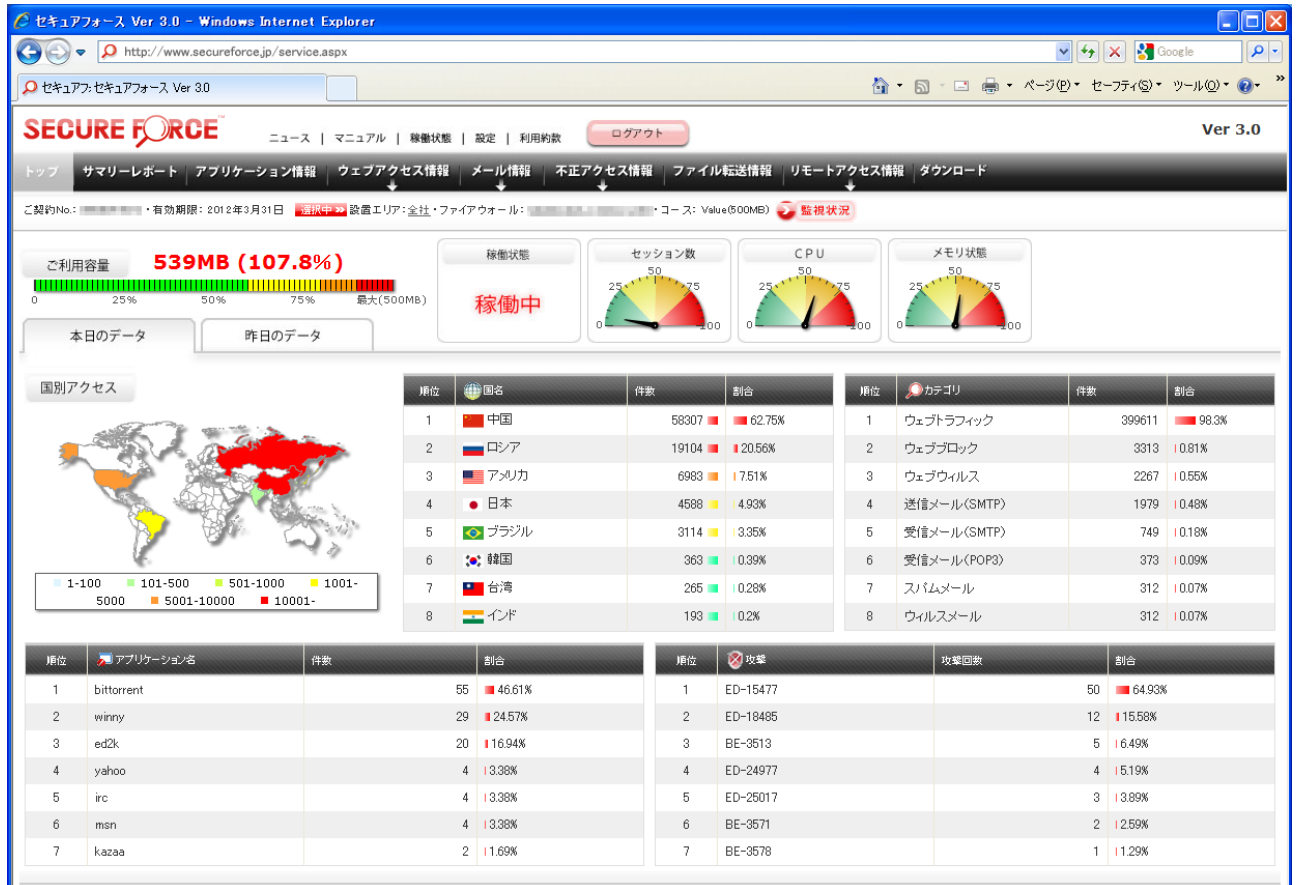 セキュアフォース Ver 3.0 - Windows Internet Explorer
http://www.secureforce.jp/service.aspx
Google
セキュアフ:セキュアフォース Ver 3.0
ページ(P) セーフティ(S) ツール(O)
SECURE FORCE™ ニュース | マニュアル | 稼働状態 | 設定 | 利用約款 ログアウト Ver 3.0
トップ サマリーレポート アプリケーション情報 ウェブアクセス情報 メール情報 不正アクセス情報 ファイル転送情報 リモートアクセス情報 ダウンロード
ご契約No.: ・有効期限: 2012年3月31日 選択中 設置エリア:全社・ファイアウォール: ・コース: Value(500MB) 監視状況
ご利用容量 539MB (107.8%)
0 25% 50% 75% 最大(500MB)
稼働状態
稼働中
セッション数
0 25 50 75 100
CPU
0 25 50 75 100
メモリ状態
0 25 50 75 100
本日のデータ 昨日のデータ
国別アクセス
1-100 101-500 501-1000 1001-
5000 5001-10000 10001-
順位 国名 件数 割合
1 中国 58307 62.75%
2 ロシア 19104 20.56%
3 アメリカ 6983 7.51%
4 日本 4588 4.93%
5 ブラジル 3114 3.35%
6 韓国 363 0.39%
7 台湾 265 0.28%
8 インド 193 0.2%
順位 カテゴリ 件数 割合
1 ウェブトラフィック 399611 98.3%
2 ウェブブロック 3313 0.81%
3 ウェブウィルス 2267 0.55%
4 送信メール(SMTP) 1979 0.48%
5 受信メール(SMTP) 749 0.18%
6 受信メール(POP3) 373 0.09%
7 スパムメール 312 0.07%
8 ウィルスメール 312 0.07%
順位 アプリケーション名 件数 割合
1 bittorrent 55 46.61%
2 winny 29 24.57%
3 ed2k 20 16.94%
4 yahoo 4 3.38%
5 irc 4 3.38%
6 msn 4 3.38%
7 kazaa 2 1.69%
順位 攻撃 攻撃回数 割合
1 ED-15477 50 64.93%
2 ED-18485 12 15.58%
3 BE-3513 5 6.49%
4 ED-24977 4 5.19%
5 ED-25017 3 3.89%
6 BE-3571 2 2.59%
7 BE-3578 1 1.29%